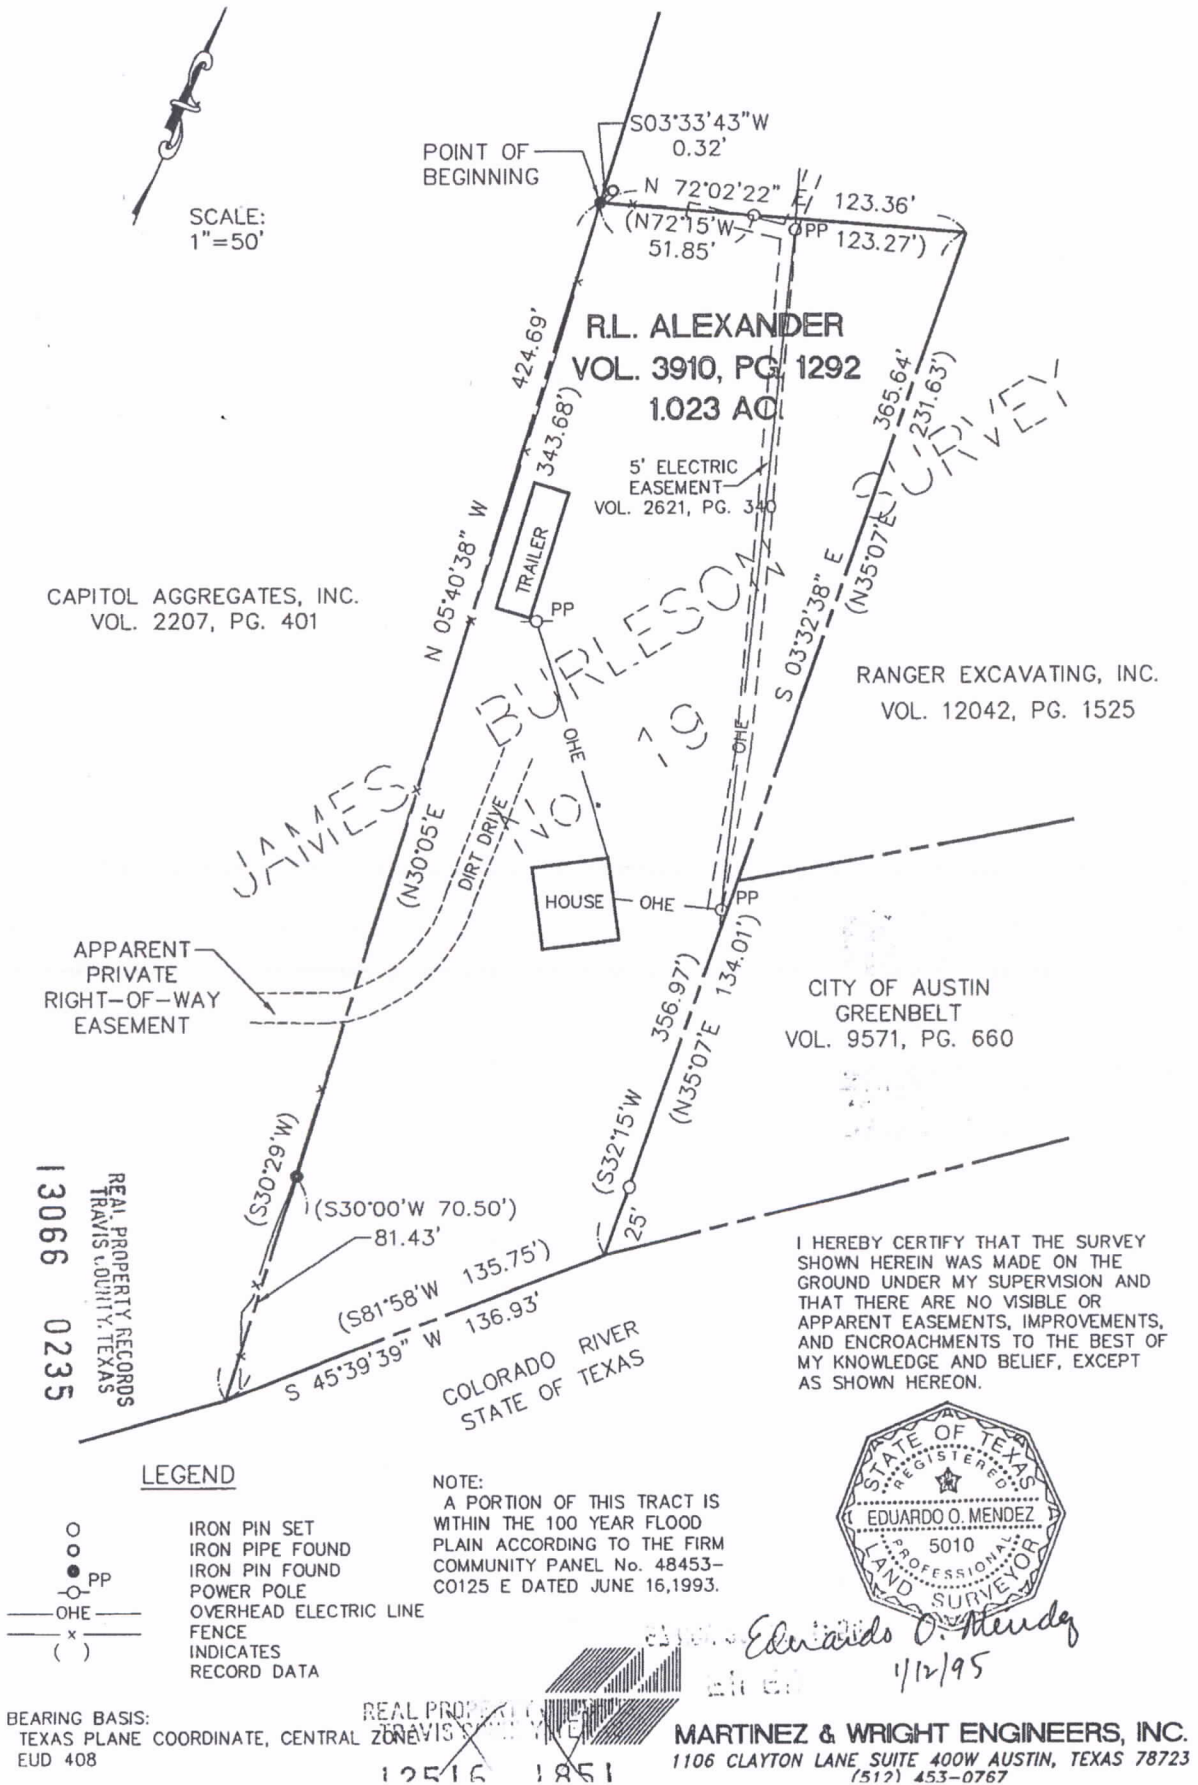 S03°33'43"W
0.32'
POINT OF
BEGINNING
N 72°02'22" E 123.36'
(N72°15'W 123.27')
51.85'
PP
SCALE:
1"=50'
R.L. ALEXANDER
VOL. 3910, PG. 1292
1.023 AC.
424.69'
343.68')
365.64'
231.63')
5' ELECTRIC
EASEMENT
VOL. 2621, PG. 340
TRAILER
PP
N 05°40'38" W
S 03°32'38" E
(N35°07'E
CAPITOL AGGREGATES, INC.
VOL. 2207, PG. 401
RANGER EXCAVATING, INC.
VOL. 12042, PG. 1525
JAMES BURLESON SURVEY
NO. 19
OHE
OHE
(N30°05'E
DIRT DRIVE
HOUSE
OHE
PP
APPARENT
PRIVATE
RIGHT-OF-WAY
EASEMENT
356.97')
134.01')
(N35°07'E
(S32°15'W
CITY OF AUSTIN
GREENBELT
VOL. 9571, PG. 660
(S30°29'W)
(S30°00'W 70.50')
81.43'
25'
(S81°58'W 135.75')
S 45°39'39" W 136.93'
COLORADO RIVER
STATE OF TEXAS
REAL PROPERTY RECORDS
TRAVIS COUNTY, TEXAS
13066 0235
I HEREBY CERTIFY THAT THE SURVEY
SHOWN HEREIN WAS MADE ON THE
GROUND UNDER MY SUPERVISION AND
THAT THERE ARE NO VISIBLE OR
APPARENT EASEMENTS, IMPROVEMENTS,
AND ENCROACHMENTS TO THE BEST OF
MY KNOWLEDGE AND BELIEF, EXCEPT
AS SHOWN HEREON.
STATE OF TEXAS
REGISTERED
EDUARDO O. MENDEZ
5010
PROFESSIONAL
LAND SURVEYOR
Eduardo O. Mendez
1/12/95
LEGEND
IRON PIN SET
IRON PIPE FOUND
IRON PIN FOUND
PP POWER POLE
OHE OVERHEAD ELECTRIC LINE
x FENCE
( ) INDICATES
RECORD DATA
NOTE:
A PORTION OF THIS TRACT IS
WITHIN THE 100 YEAR FLOOD
PLAIN ACCORDING TO THE FIRM
COMMUNITY PANEL No. 48453-
C0125 E DATED JUNE 16,1993.
BEARING BASIS:
TEXAS PLANE COORDINATE, CENTRAL ZONE
EUD 408
REAL PROPERTY
TRAVIS
12516 1851
MARTINEZ & WRIGHT ENGINEERS, INC.
1106 CLAYTON LANE SUITE 400W AUSTIN, TEXAS 78723
(512) 453-0767